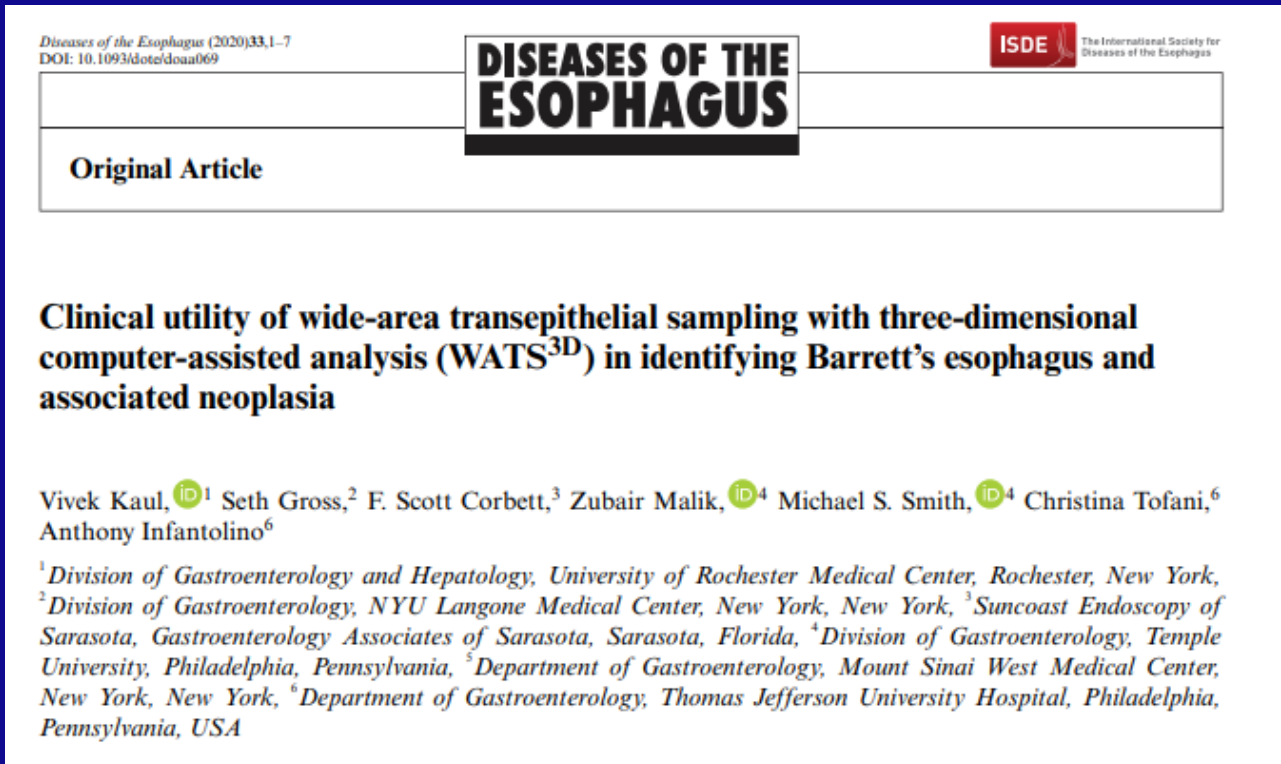 Diseases of the Esophagus (2020)33,1–7
DOI: 10.1093/dote/doaa069
DISEASES OF THE
ESOPHAGUS
ISDE
The International Society for
Diseases of the Esophagus
Original Article
Clinical utility of wide-area transepithelial sampling with three-dimensional
computer-assisted analysis (WATS3D) in identifying Barrett’s esophagus and
associated neoplasia
Vivek Kaul, iD 1 Seth Gross,2 F. Scott Corbett,3 Zubair Malik, iD 4 Michael S. Smith, iD 4 Christina Tofani,6
Anthony Infantolino6
1Division of Gastroenterology and Hepatology, University of Rochester Medical Center, Rochester, New York,
2Division of Gastroenterology, NYU Langone Medical Center, New York, New York, 3Suncoast Endoscopy of
Sarasota, Gastroenterology Associates of Sarasota, Sarasota, Florida, 4Division of Gastroenterology, Temple
University, Philadelphia, Pennsylvania, 5Department of Gastroenterology, Mount Sinai West Medical Center,
New York, New York, 6Department of Gastroenterology, Thomas Jefferson University Hospital, Philadelphia,
Pennsylvania, USA